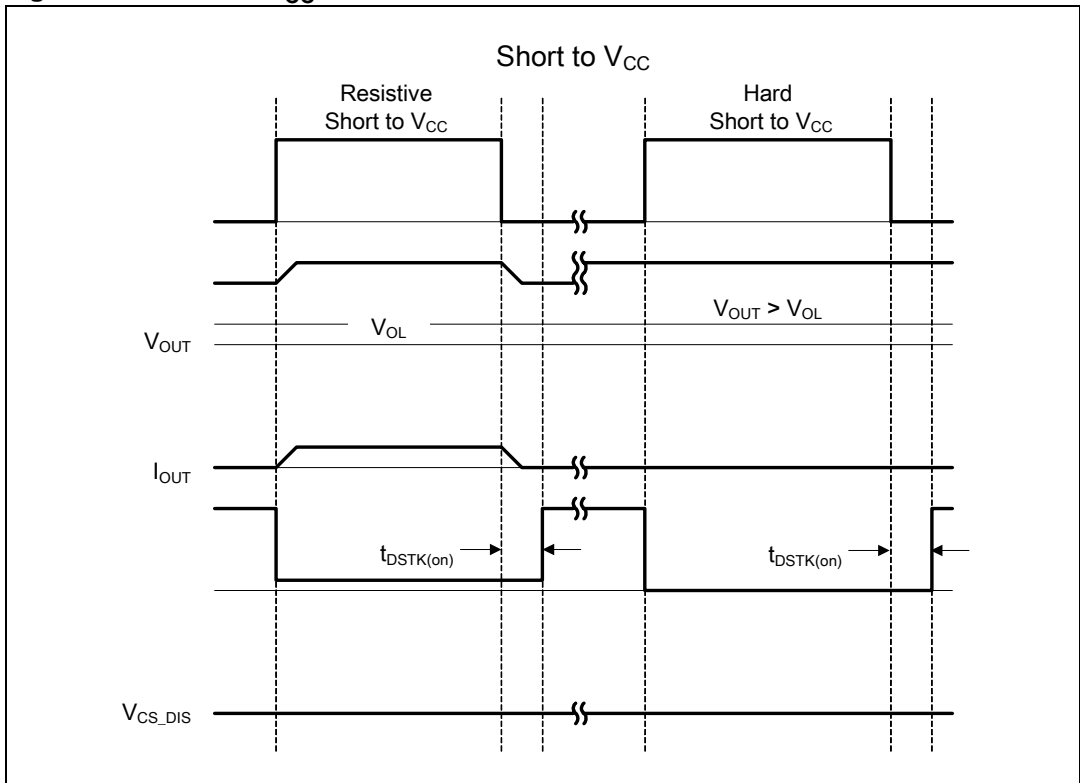 Short to VCC
Resistive
Short to VCC
Hard
Short to VCC
VOL
VOUT > VOL
VOUT
IOUT
tDSTK(on)
tDSTK(on)
VCS_DIS